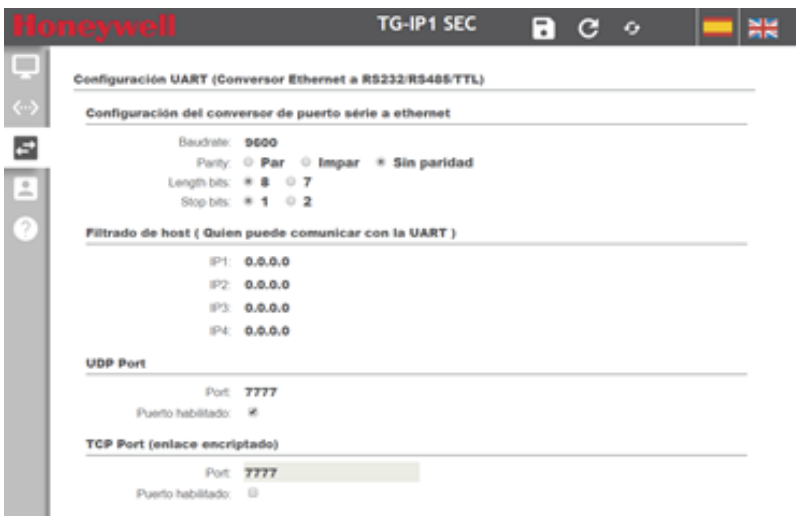 Honeywell
TG-IP1 SEC
Configuración UART (Conversor Ethernet a RS232/RS485/TTL)
Configuración del conversor de puerto série a ethernet
Baudrate: 9600
Parity: Par Impar Sin paridad
Length bits: 8 7
Stop bits: 1 2
Filtrado de host ( Quien puede comunicar con la UART )
IP1: 0.0.0.0
IP2: 0.0.0.0
IP3: 0.0.0.0
IP4: 0.0.0.0
UDP Port
Port: 7777
Puerto habilitado:
TCP Port (enlace encriptado)
Port: 7777
Puerto habilitado: